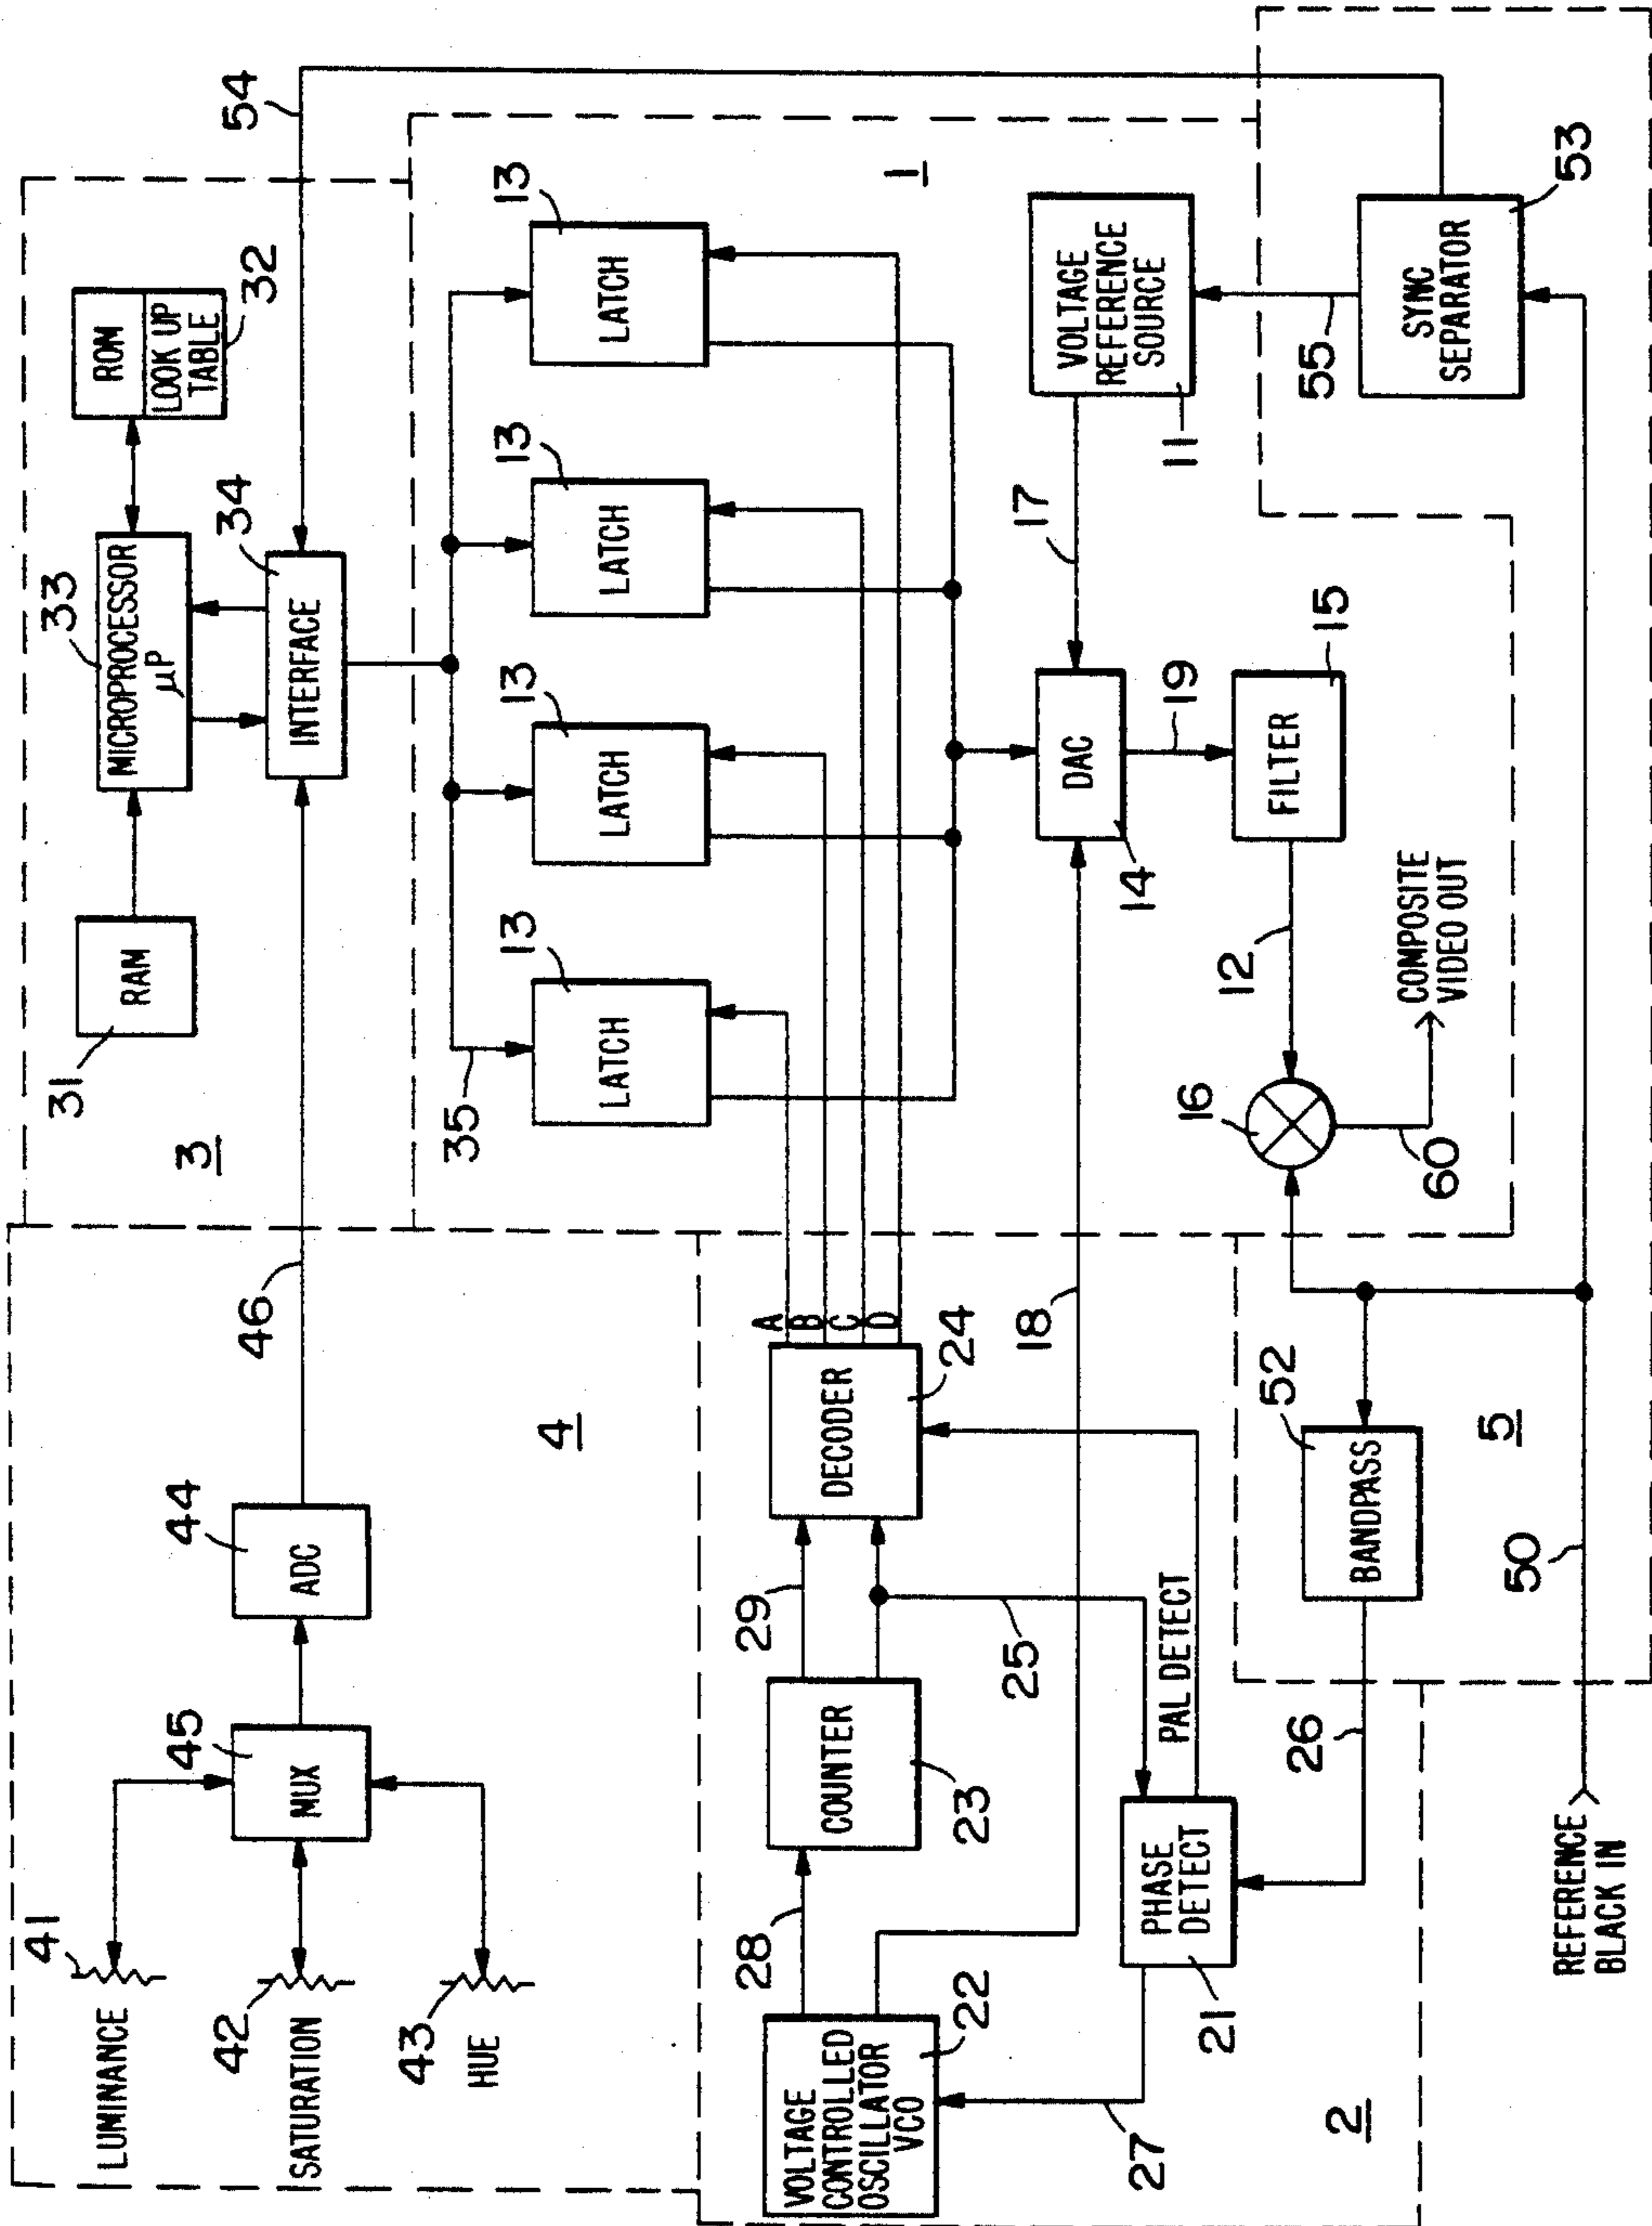 LUMINANCE
41
SATURATION
42
43
HUE
45
MUX
44
ADC
46
4
31
RAM
3
33
MICROPROCESSOR
µP
ROM
LOOK UP
TABLE
32
34
INTERFACE
54
35
13
LATCH
13
LATCH
13
LATCH
13
LATCH
1
VOLTAGE
CONTROLLED
OSCILLATOR
VCO
22
28
COUNTER
23
29
DECODER
24
A
B
C
D
25
PAL DETECT
PHASE
DETECT
21
27
2
26
18
DAC
14
17
VOLTAGE
REFERENCE
SOURCE
11
19
FILTER
15
12
16
60
COMPOSITE
VIDEO OUT
52
BANDPASS
5
55
SYNC
SEPARATOR
53
50
REFERENCE
BLACK IN